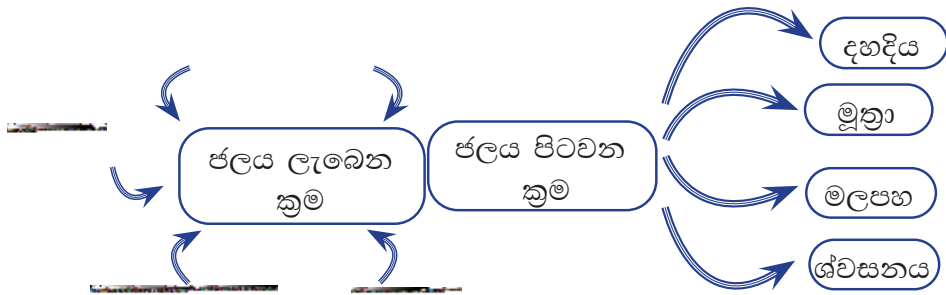 දහදිය
මූත්‍රා
ජලය ලැබෙන
ක්‍රම
ජලය පිටවන
ක්‍රම
මලපහ
ශ්වසනය